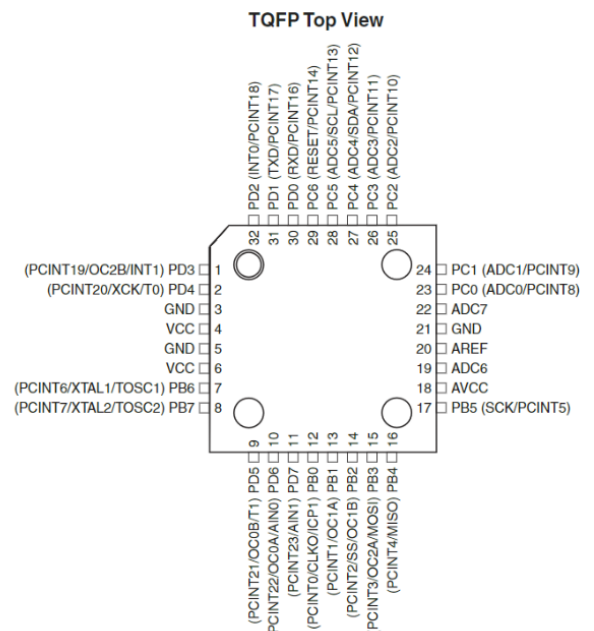 TQFP Top View
PD2 (INT0/PCINT18)
PD1 (TXD/PCINT17)
PD0 (RXD/PCINT16)
PC6 (RESET/PCINT14)
PC5 (ADC5/SCL/PCINT13)
PC4 (ADC4/SDA/PCINT12)
PC3 (ADC3/PCINT11)
PC2 (ADC2/PCINT10)
32
31
30
29
28
27
26
25
(PCINT19/OC2B/INT1) PD3 1
(PCINT20/XCK/T0) PD4 2
GND 3
VCC 4
GND 5
VCC 6
(PCINT6/XTAL1/TOSC1) PB6 7
(PCINT7/XTAL2/TOSC2) PB7 8
24 PC1 (ADC1/PCINT9)
23 PC0 (ADC0/PCINT8)
22 ADC7
21 GND
20 AREF
19 ADC6
18 AVCC
17 PB5 (SCK/PCINT5)
9
10
11
12
13
14
15
16
(PCINT21/OC0B/T1) PD5
PCINT22/OC0A/AIN0) PD6
(PCINT23/AIN1) PD7
(PCINT0/CLKO/ICP1) PB0
(PCINT1/OC1A) PB1
(PCINT2/SS/OC1B) PB2
PCINT3/OC2A/MOSI) PB3
(PCINT4/MISO) PB4